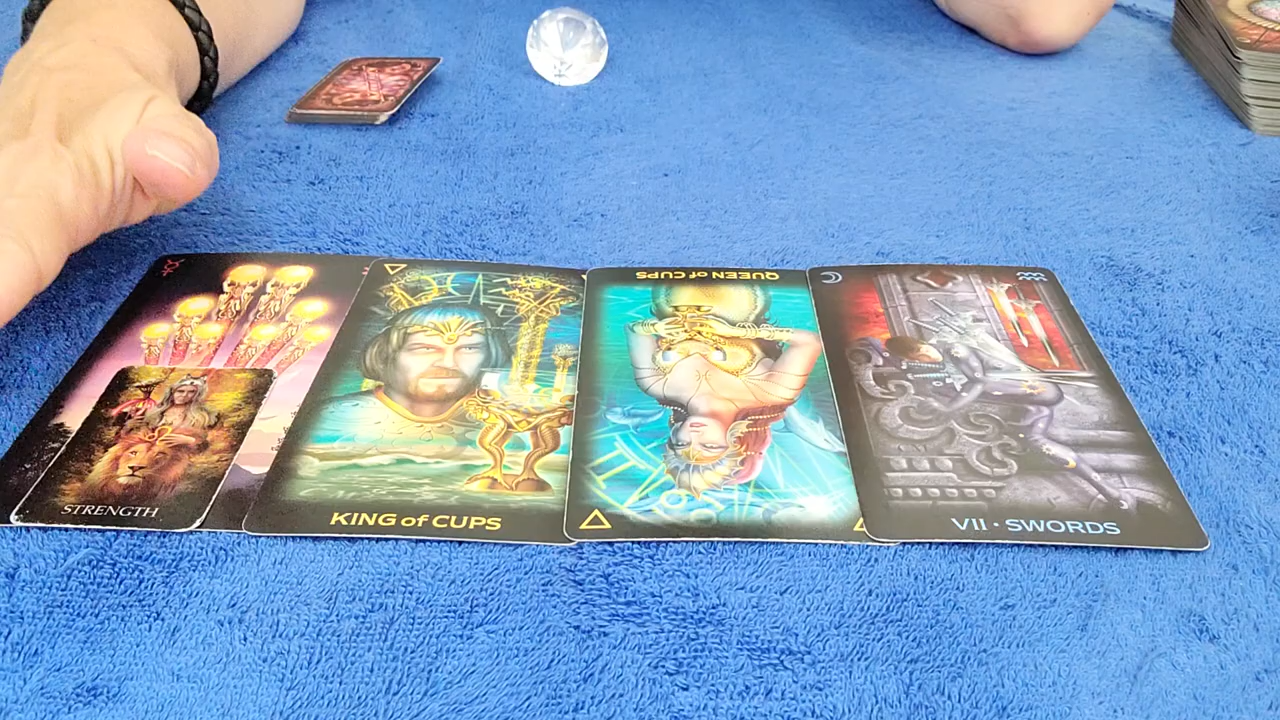 STRENGTH
KING of CUPS
QUEEN of CUPS
VII · SWORDS